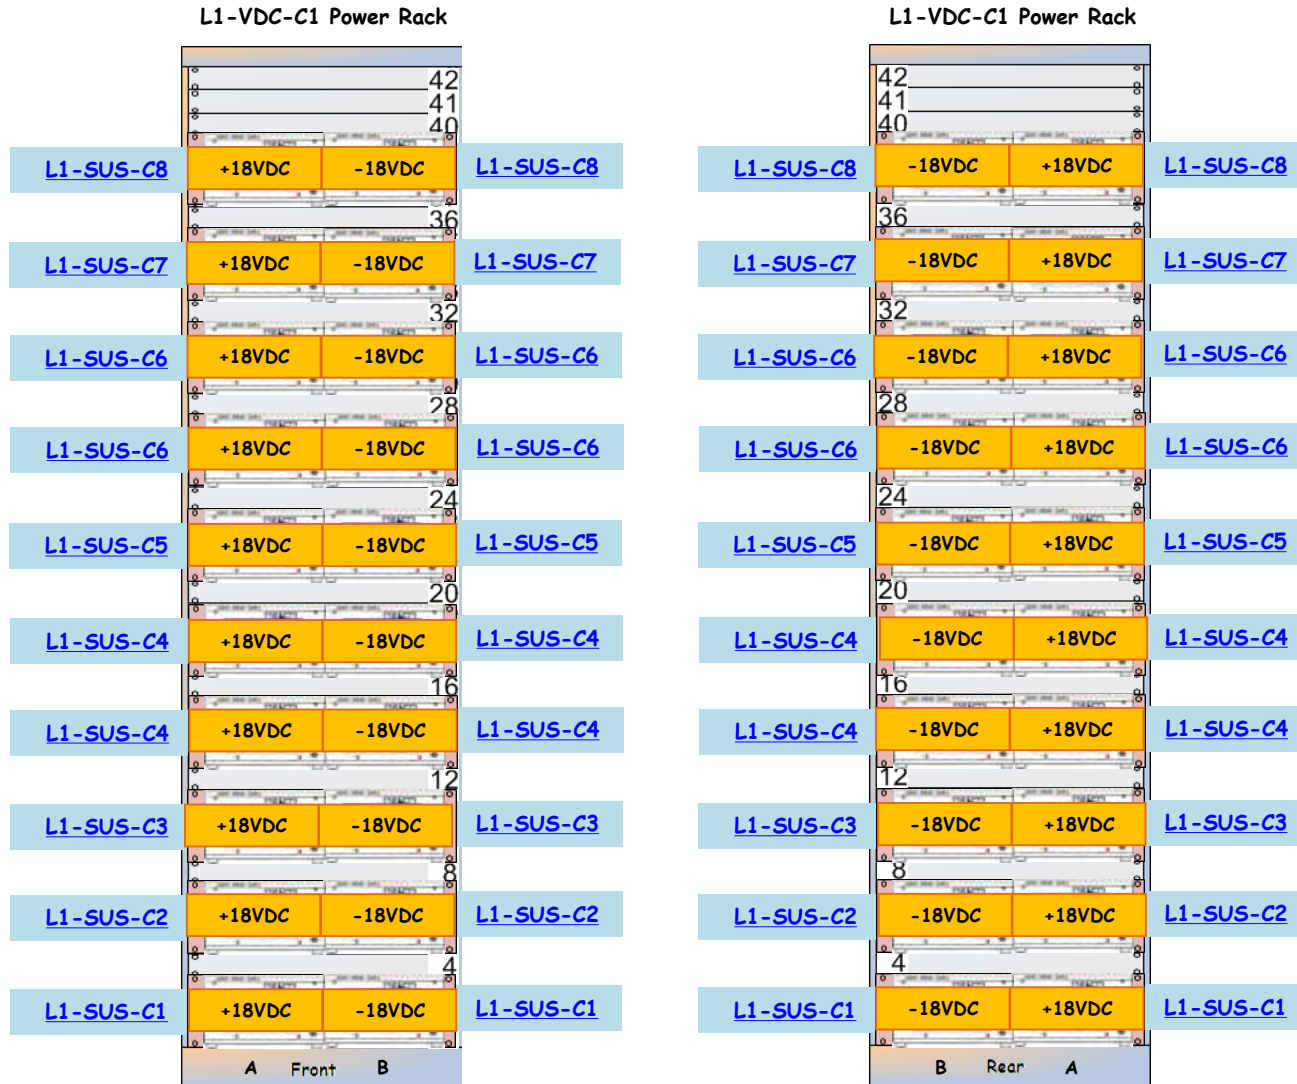 L1-VDC-C1 Power Rack
42
41
40
L1-SUS-C8 +18VDC -18VDC L1-SUS-C8
36
L1-SUS-C7 +18VDC -18VDC L1-SUS-C7
32
L1-SUS-C6 +18VDC -18VDC L1-SUS-C6
28
L1-SUS-C6 +18VDC -18VDC L1-SUS-C6
24
L1-SUS-C5 +18VDC -18VDC L1-SUS-C5
20
L1-SUS-C4 +18VDC -18VDC L1-SUS-C4
16
L1-SUS-C4 +18VDC -18VDC L1-SUS-C4
12
L1-SUS-C3 +18VDC -18VDC L1-SUS-C3
8
L1-SUS-C2 +18VDC -18VDC L1-SUS-C2
4
L1-SUS-C1 +18VDC -18VDC L1-SUS-C1
A Front B
L1-VDC-C1 Power Rack
42
41
40
L1-SUS-C8 -18VDC +18VDC L1-SUS-C8
36
L1-SUS-C7 -18VDC +18VDC L1-SUS-C7
32
L1-SUS-C6 -18VDC +18VDC L1-SUS-C6
28
L1-SUS-C6 -18VDC +18VDC L1-SUS-C6
24
L1-SUS-C5 -18VDC +18VDC L1-SUS-C5
20
L1-SUS-C4 -18VDC +18VDC L1-SUS-C4
16
L1-SUS-C4 -18VDC +18VDC L1-SUS-C4
12
L1-SUS-C3 -18VDC +18VDC L1-SUS-C3
8
L1-SUS-C2 -18VDC +18VDC L1-SUS-C2
4
L1-SUS-C1 -18VDC +18VDC L1-SUS-C1
B Rear A